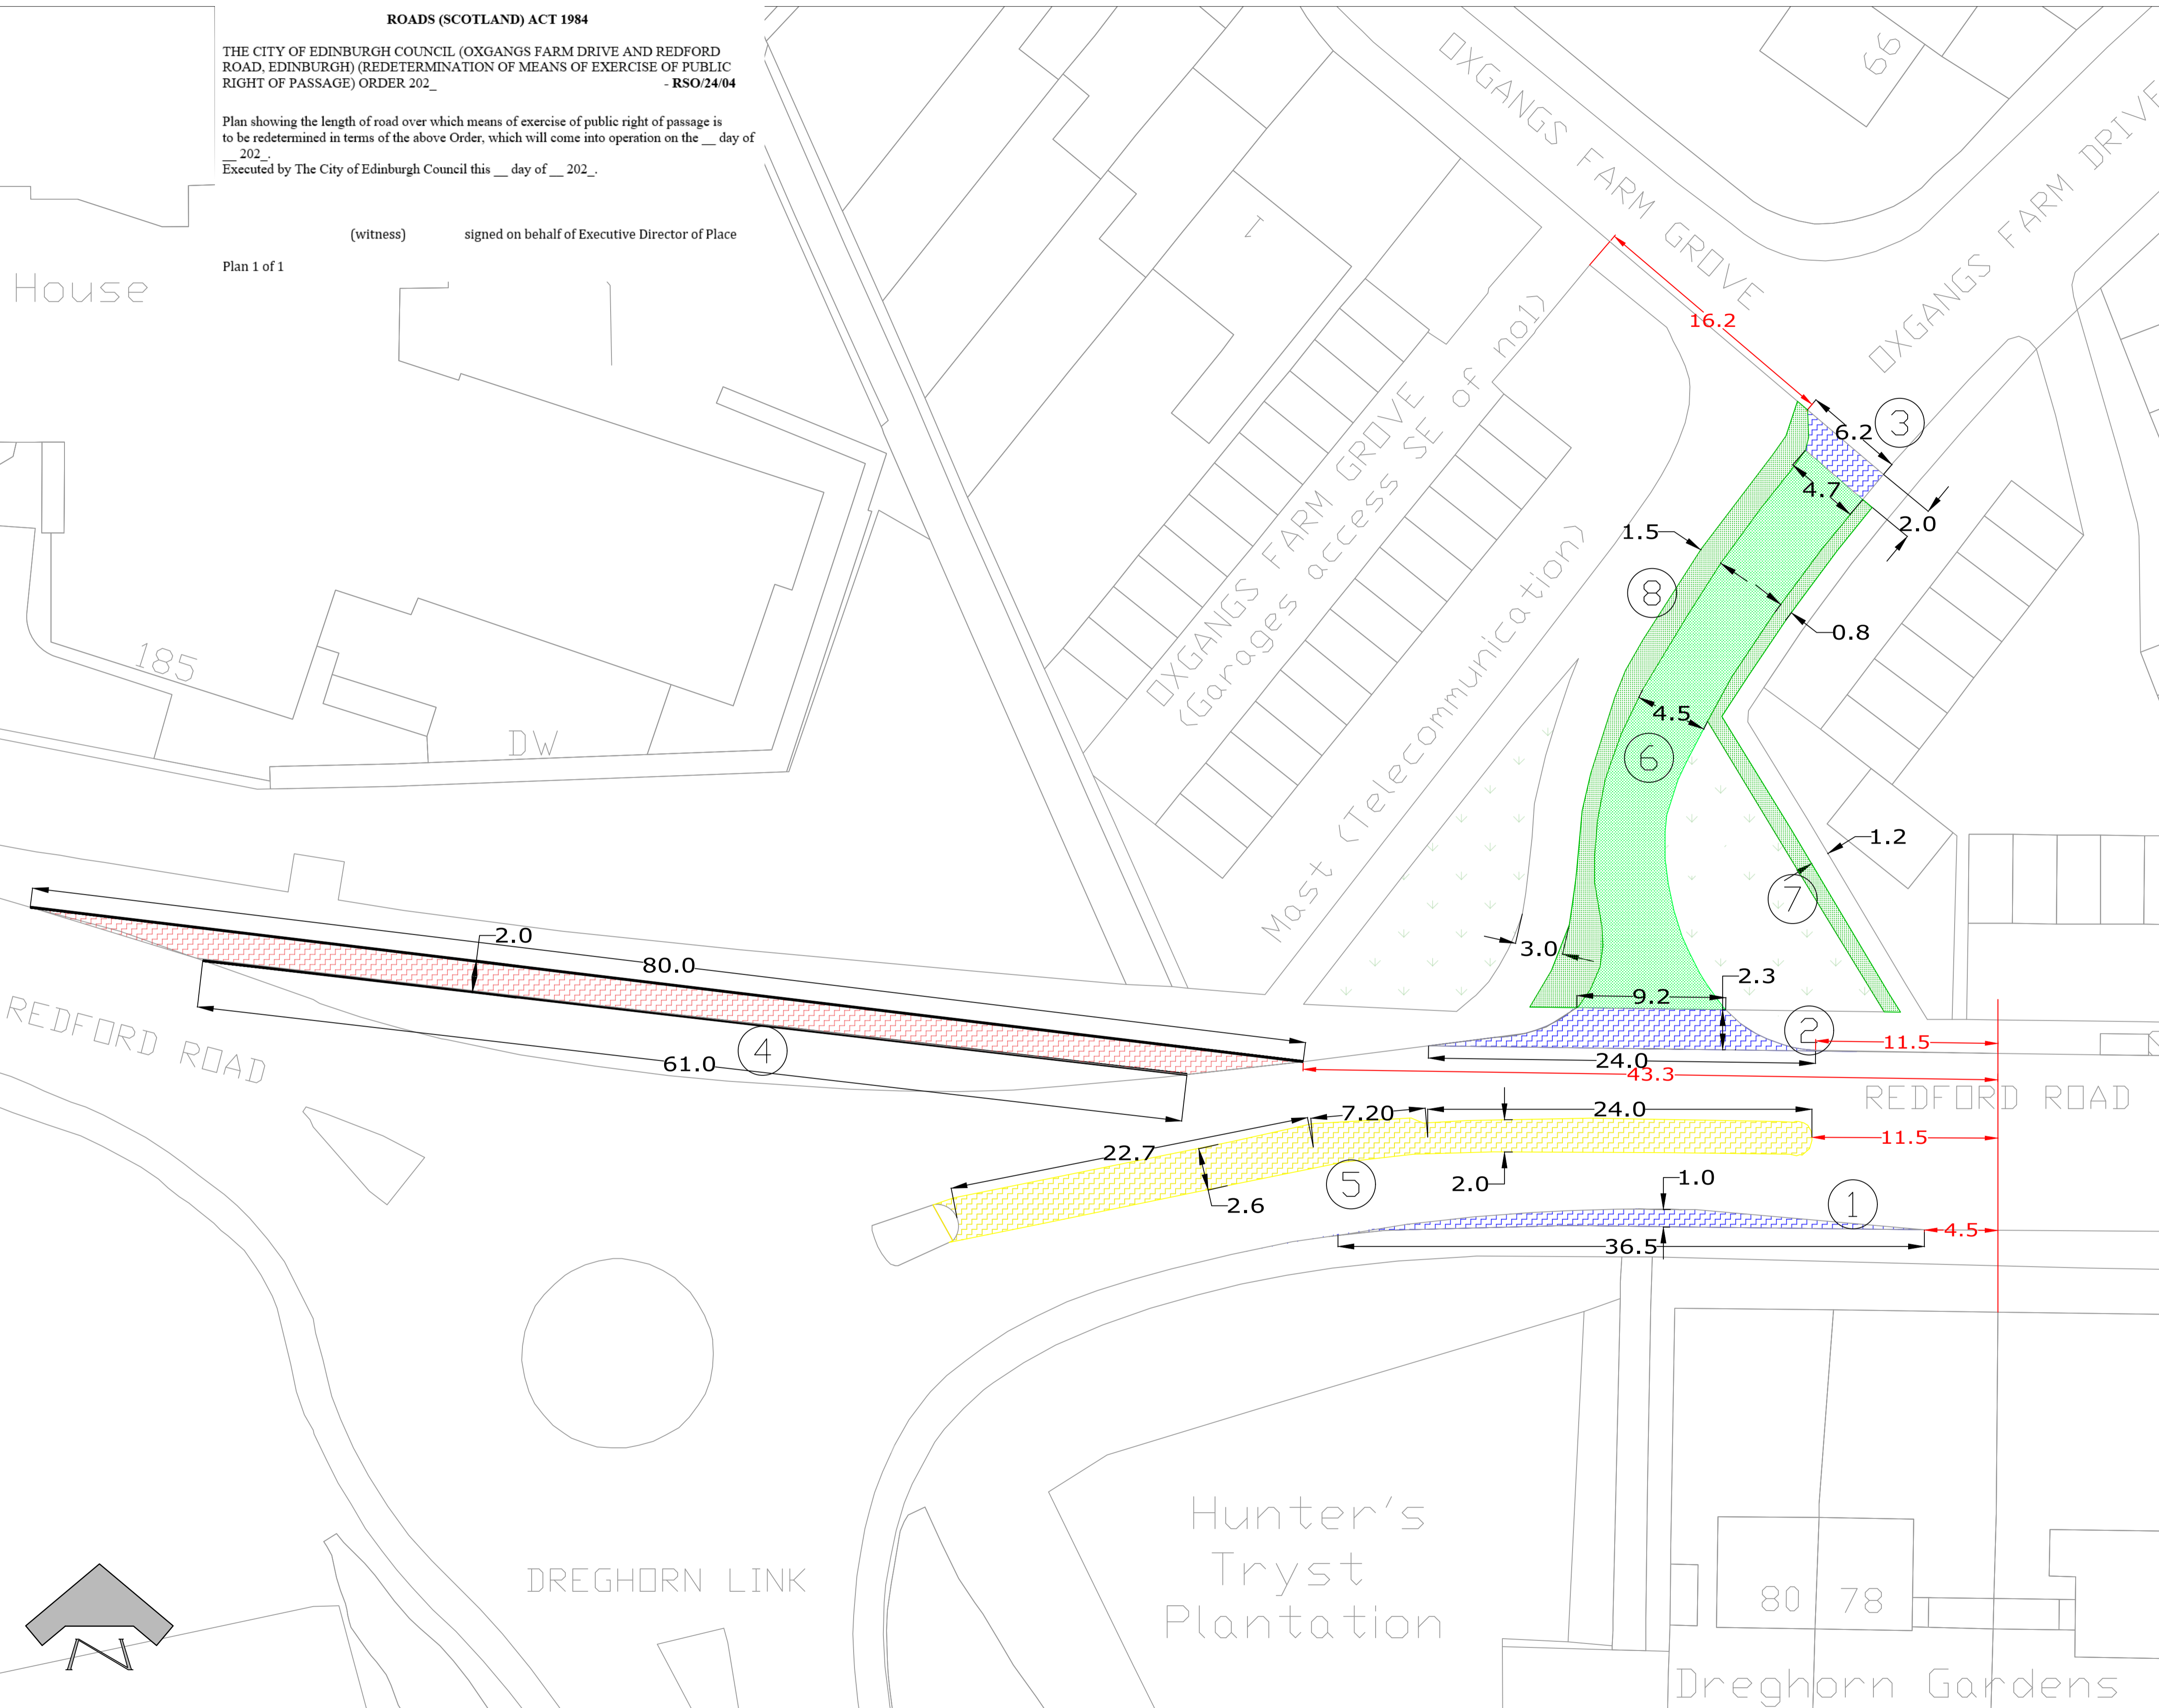 ROADS (SCOTLAND) ACT 1984
THE CITY OF EDINBURGH COUNCIL (OXGANGS FARM DRIVE AND REDFORD
ROAD, EDINBURGH) (REDETERMINATION OF MEANS OF EXERCISE OF PUBLIC
RIGHT OF PASSAGE) ORDER 202_ - RSO/24/04
Plan showing the length of road over which means of exercise of public right of passage is
to be redetermined in terms of the above Order, which will come into operation on the __ day of
__ 202_.
Executed by The City of Edinburgh Council this __ day of __ 202_.
(witness) signed on behalf of Executive Director of Place
Plan 1 of 1
House
66
OXGANGS FARM GROVE
OXGANGS FARM DRIVE
1
16.2
3
6.2
4.7
2.0
OXGANGS FARM GROVE
(Garages access SE of no1)
1.5
8
0.8
185
DW
4.5
6
Mast (Telecommunication)
1.2
7
2.0
80.0
3.0
2.3
9.2
REDFORD ROAD
4
61.0
2
11.5
24.0
43.3
REDFORD ROAD
7.20
24.0
11.5
22.7
5
2.0
2.6
1.0
1
4.5
36.5
Hunter's
Tryst
Plantation
DREGHORN LINK
80
78
N
Dreghorn Gardens